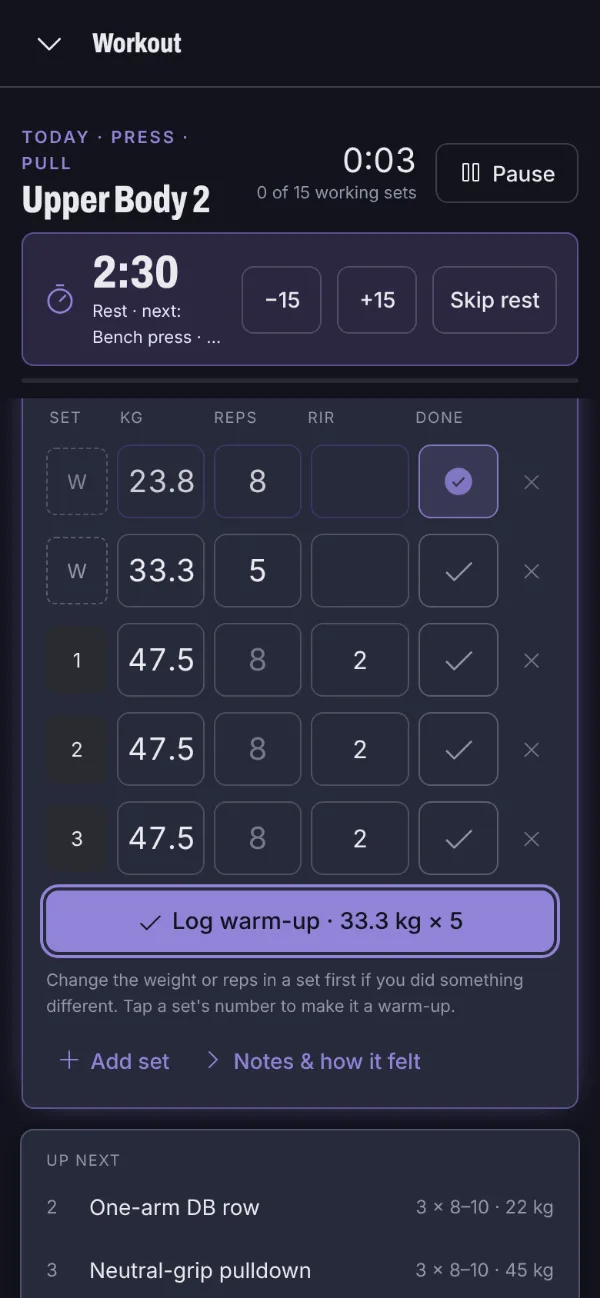 Workout
TODAY · PRESS ·
PULL
Upper Body 2
0:03
0 of 15 working sets
Pause
2:30
Rest · next:
Bench press · ...
−15
+15
Skip rest
SET KG REPS RIR DONE
W 23.8 8
W 33.3 5
1 47.5 8 2
2 47.5 8 2
3 47.5 8 2
Log warm-up · 33.3 kg × 5
Change the weight or reps in a set first if you did something
different. Tap a set's number to make it a warm-up.
Add set
Notes & how it felt
UP NEXT
2 One-arm DB row 3 × 8–10 · 22 kg
3 Neutral-grip pulldown 3 × 8–10 · 45 kg